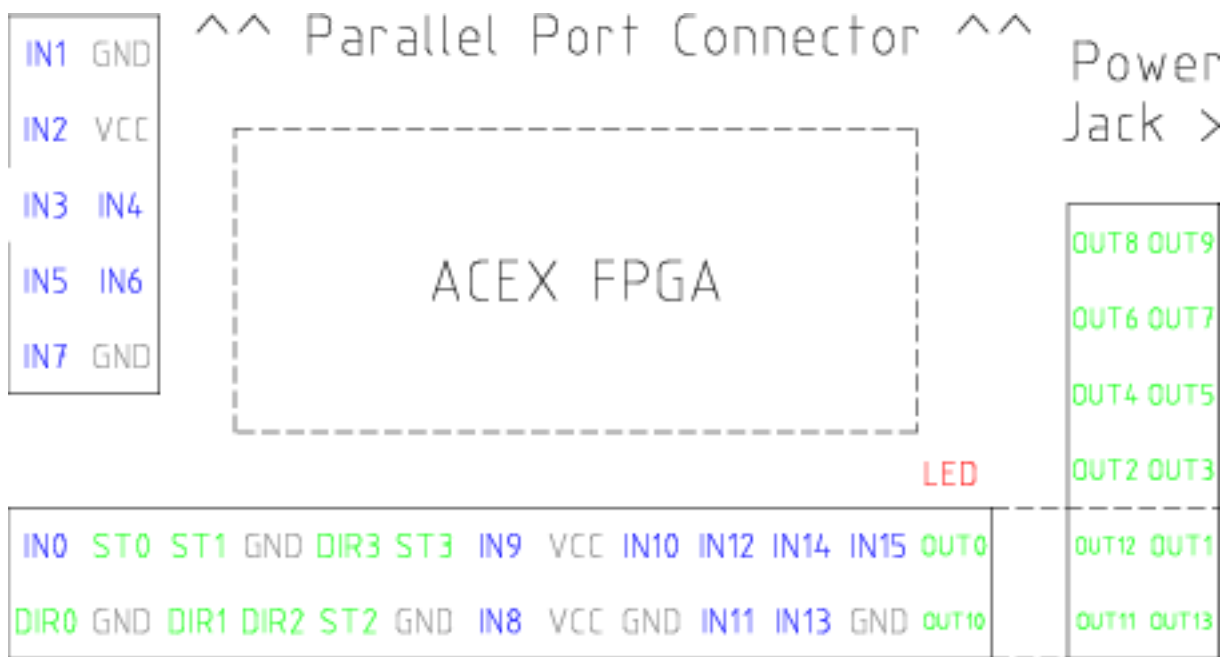 ^^ Parallel Port Connector ^^
Power
Jack >
IN1 GND
IN2 VCC
IN3 IN4
IN5 IN6
IN7 GND
ACEX FPGA
OUT8 OUT9
OUT6 OUT7
OUT4 OUT5
OUT2 OUT3
LED
IN0 ST0 ST1 GND DIR3 ST3 IN9 VCC IN10 IN12 IN14 IN15 OUT0
OUT12 OUT1
DIR0 GND DIR1 DIR2 ST2 GND IN8 VCC GND IN11 IN13 GND OUT10
OUT11 OUT13